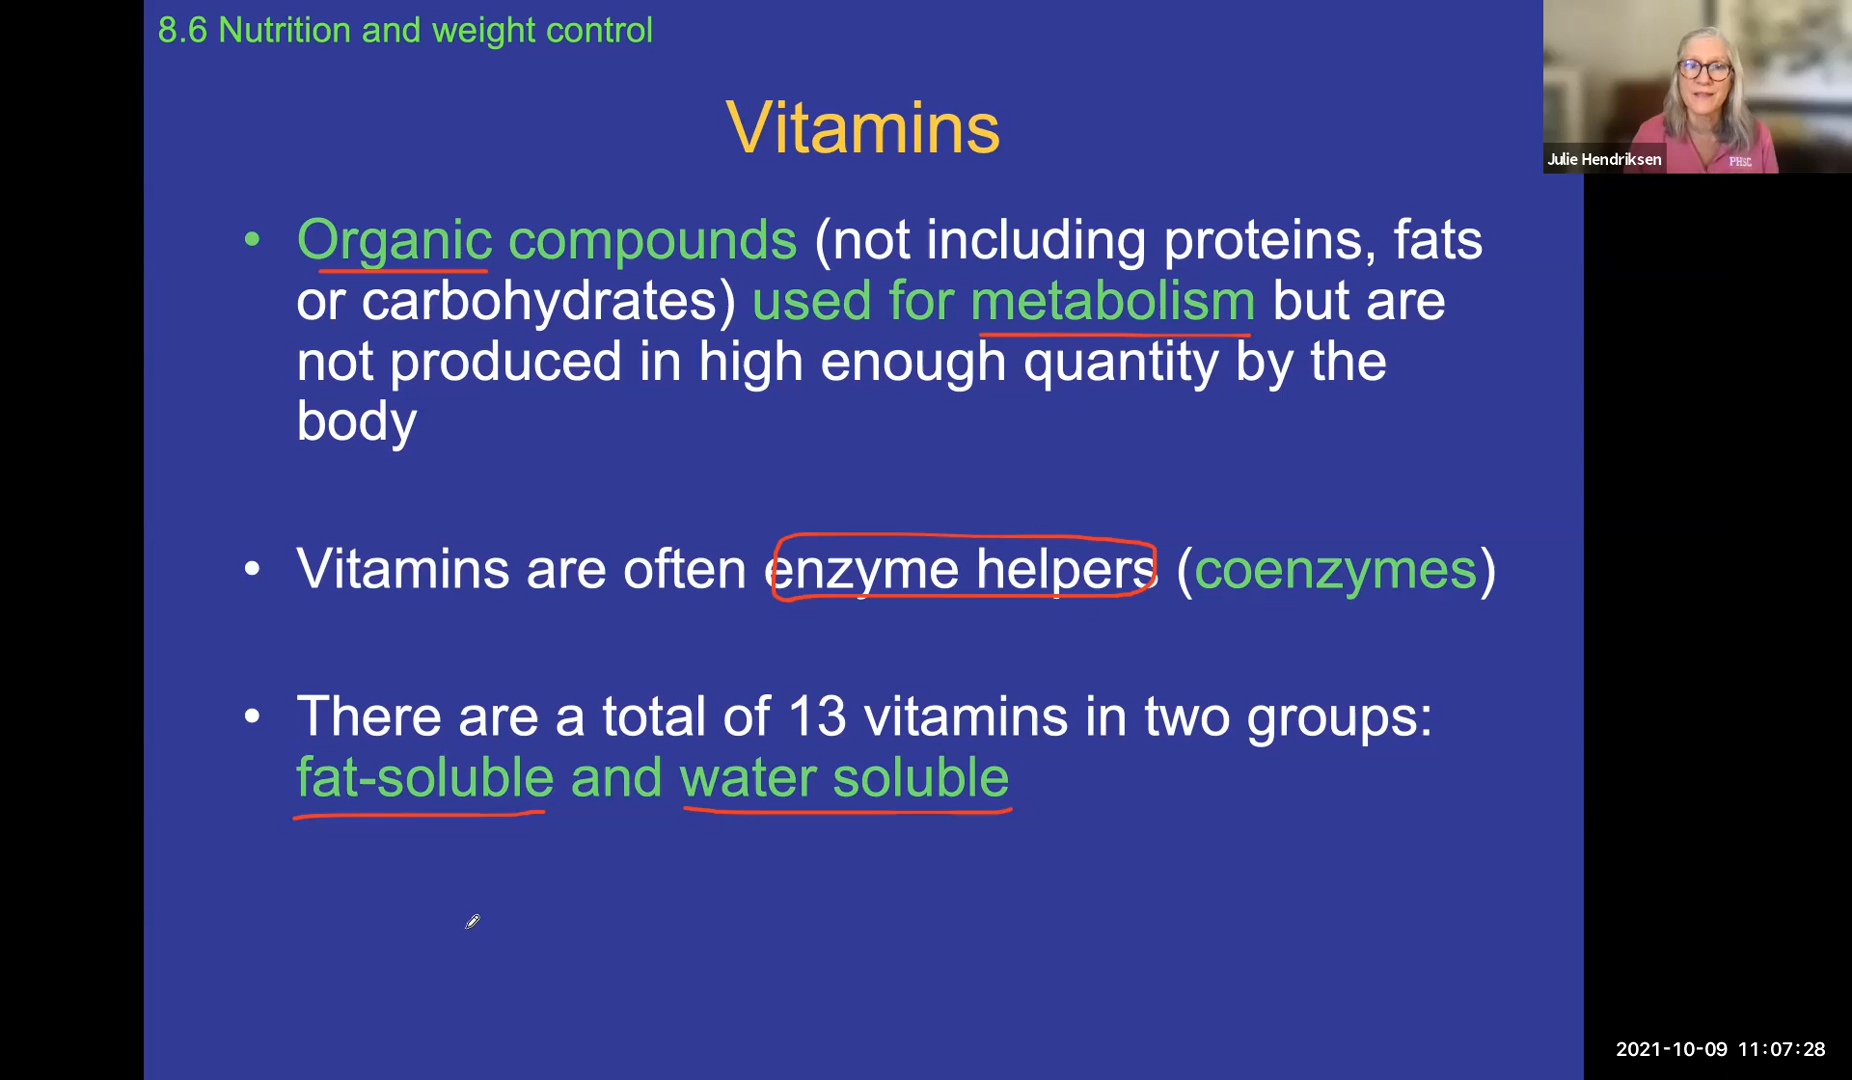 8.6 Nutrition and weight control
Vitamins
• Organic compounds (not including proteins, fats
or carbohydrates) used for metabolism but are
not produced in high enough quantity by the
body
• Vitamins are often enzyme helpers (coenzymes)
• There are a total of 13 vitamins in two groups:
fat-soluble and water soluble
PHSC
Julie Hendriksen
2021-10-09 11:07:28